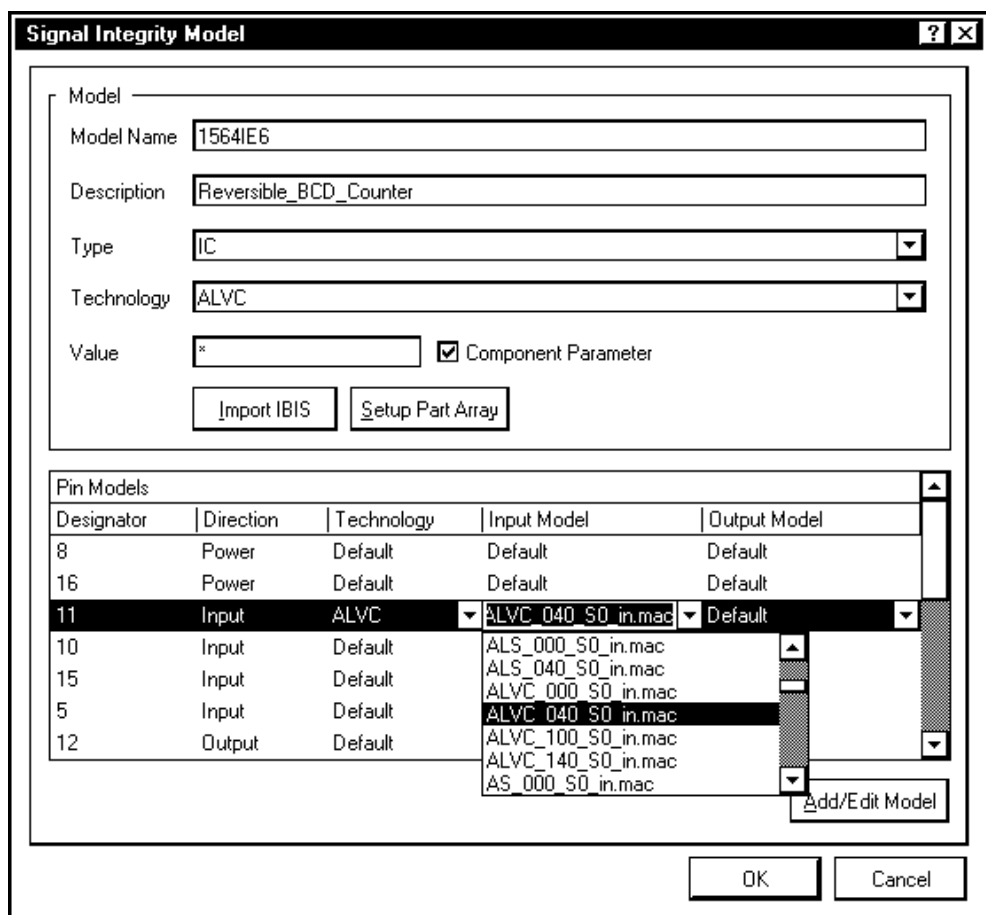 Signal Integrity Model
Model
Model Name 1564IE6
Description Reversible_BCD_Counter
Type IC
Technology ALVC
Value * Component Parameter
Import IBIS Setup Part Array
Pin Models
Designator Direction Technology Input Model Output Model
8 Power Default Default Default
16 Power Default Default Default
11 Input ALVC ALVC_040_S0_in.mac Default
10 Input Default ALS_000_S0_in.mac
ALS_040_S0_in.mac
15 Input Default ALVC_000_S0_in.mac
5 Input Default ALVC_040_S0_in.mac
12 Output Default ALVC_100_S0_in.mac
ALVC_140_S0_in.mac
AS_000_S0_in.mac
Add/Edit Model
OK Cancel